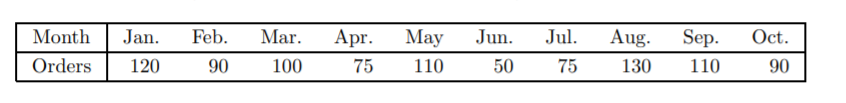 Month Jan. Feb. Mar. Apr. May Jun. Jul. Aug. Sep. Oct.
Orders 120 90 100 75 110 50 75 130 110 90